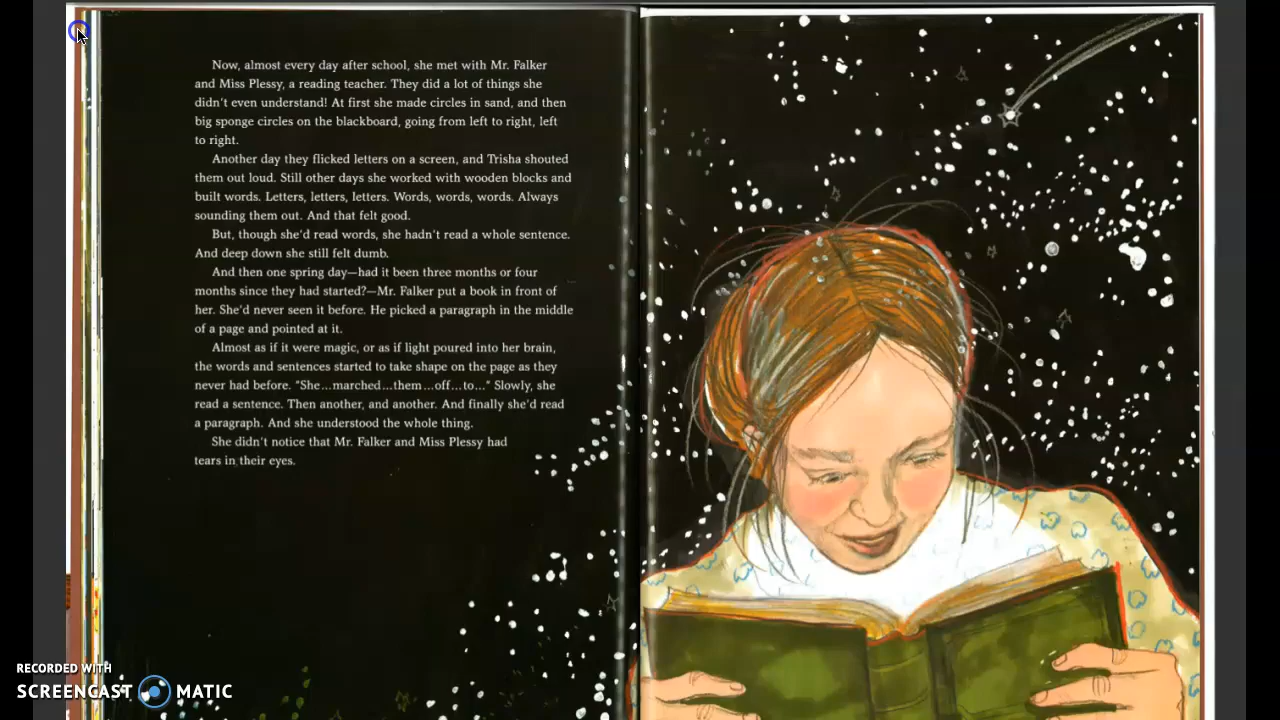 Now, almost every day after school, she met with Mr. Falker
and Miss Plessy, a reading teacher. They did a lot of things she
didn't even understand! At first she made circles in sand, and then
big sponge circles on the blackboard, going from left to right, left
to right.
Another day they flicked letters on a screen, and Trisha shouted
them out loud. Still other days she worked with wooden blocks and
built words. Letters, letters, letters. Words, words, words. Always
sounding them out. And that felt good.
But, though she'd read words, she hadn't read a whole sentence.
And deep down she still felt dumb.
And then one spring day—had it been three months or four
months since they had started?—Mr. Falker put a book in front of
her. She'd never seen it before. He picked a paragraph in the middle
of a page and pointed at it.
Almost as if it were magic, or as if light poured into her brain,
the words and sentences started to take shape on the page as they
never had before. "She...marched...them...off...to..." Slowly, she
read a sentence. Then another, and another. And finally she'd read
a paragraph. And she understood the whole thing.
She didn't notice that Mr. Falker and Miss Plessy had
tears in their eyes.
RECORDED WITH
SCREENCAST MATIC